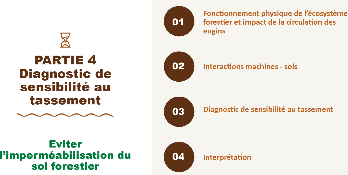 PARTIE 4
Diagnostic de
sensibilité au
tassement
Eviter
l'imperméabilisation du
sol forestier
01
Fonctionnement physique de l'écosystème
forestier et impact de la circulation des
engins
02
Interactions machines - sols
03
Diagnostic de sensibilité au tassement
04
Interprétation